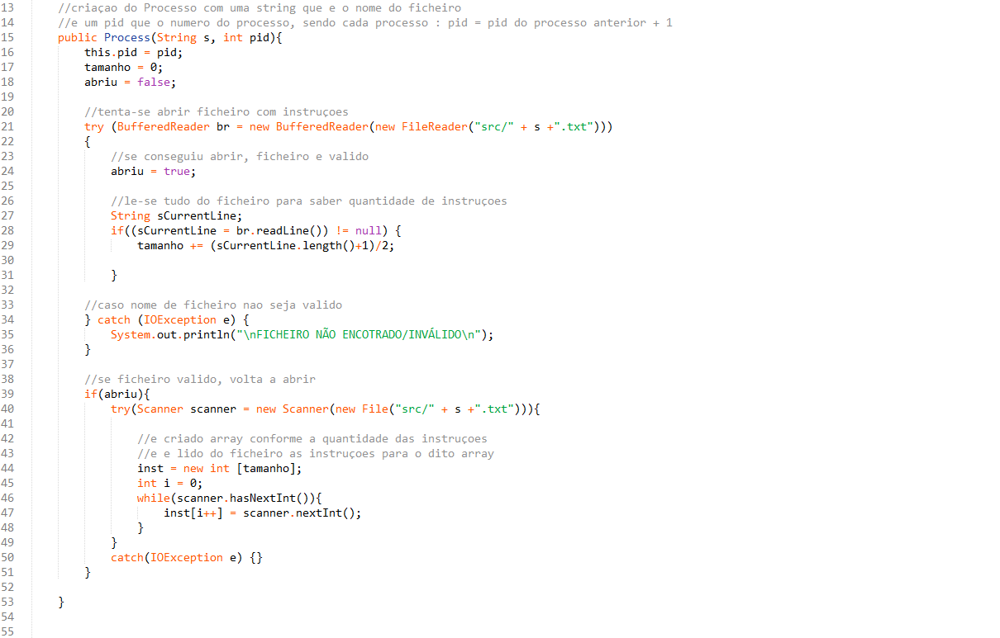 13 //criaçao do Processo com uma string que e o nome do ficheiro
14 //e um pid que o numero do processo, sendo cada processo : pid = pid do processo anterior + 1
15 public Process(String s, int pid){
16 this.pid = pid;
17 tamanho = 0;
18 abriu = false;
19
20 //tenta-se abrir ficheiro com instruçoes
21 try (BufferedReader br = new BufferedReader(new FileReader("src/" + s +".txt")))
22 {
23 //se conseguiu abrir, ficheiro e valido
24 abriu = true;
25
26 //le-se tudo do ficheiro para saber quantidade de instruçoes
27 String sCurrentLine;
28 if((sCurrentLine = br.readLine()) != null) {
29 tamanho += (sCurrentLine.length()+1)/2;
30
31 }
32
33 //caso nome de ficheiro nao seja valido
34 } catch (IOException e) {
35 System.out.println("\nFICHEIRO NÃO ENCOTRADO/INVÁLIDO\n");
36 }
37
38 //se ficheiro valido, volta a abrir
39 if(abriu){
40 try(Scanner scanner = new Scanner(new File("src/" + s +".txt"))){
41
42 //e criado array conforme a quantidade das instruçoes
43 //e e lido do ficheiro as instruçoes para o dito array
44 inst = new int [tamanho];
45 int i = 0;
46 while(scanner.hasNextInt()){
47 inst[i++] = scanner.nextInt();
48 }
49 }
50 catch(IOException e) {}
51 }
52
53 }
54
55